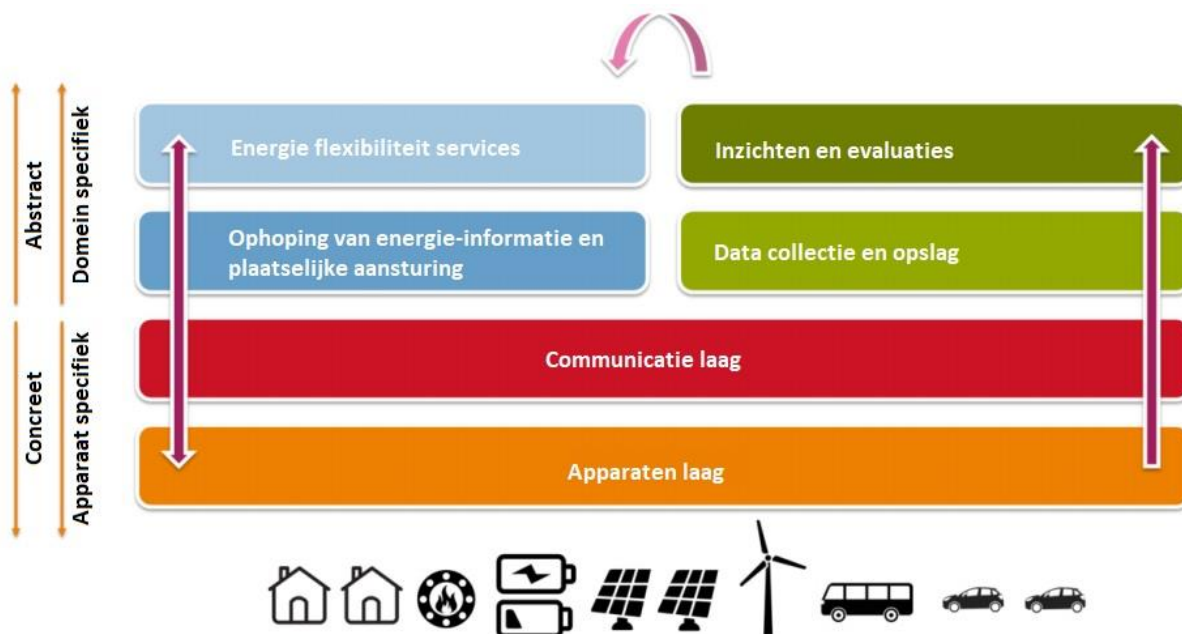 Abstract
Domein specifiek
Energie flexibiliteit services
Inzichten en evaluaties
Ophoping van energie-informatie en
plaatselijke aansturing
Data collectie en opslag
Concreet
Apparaat specifiek
Communicatie laag
Apparaten laag